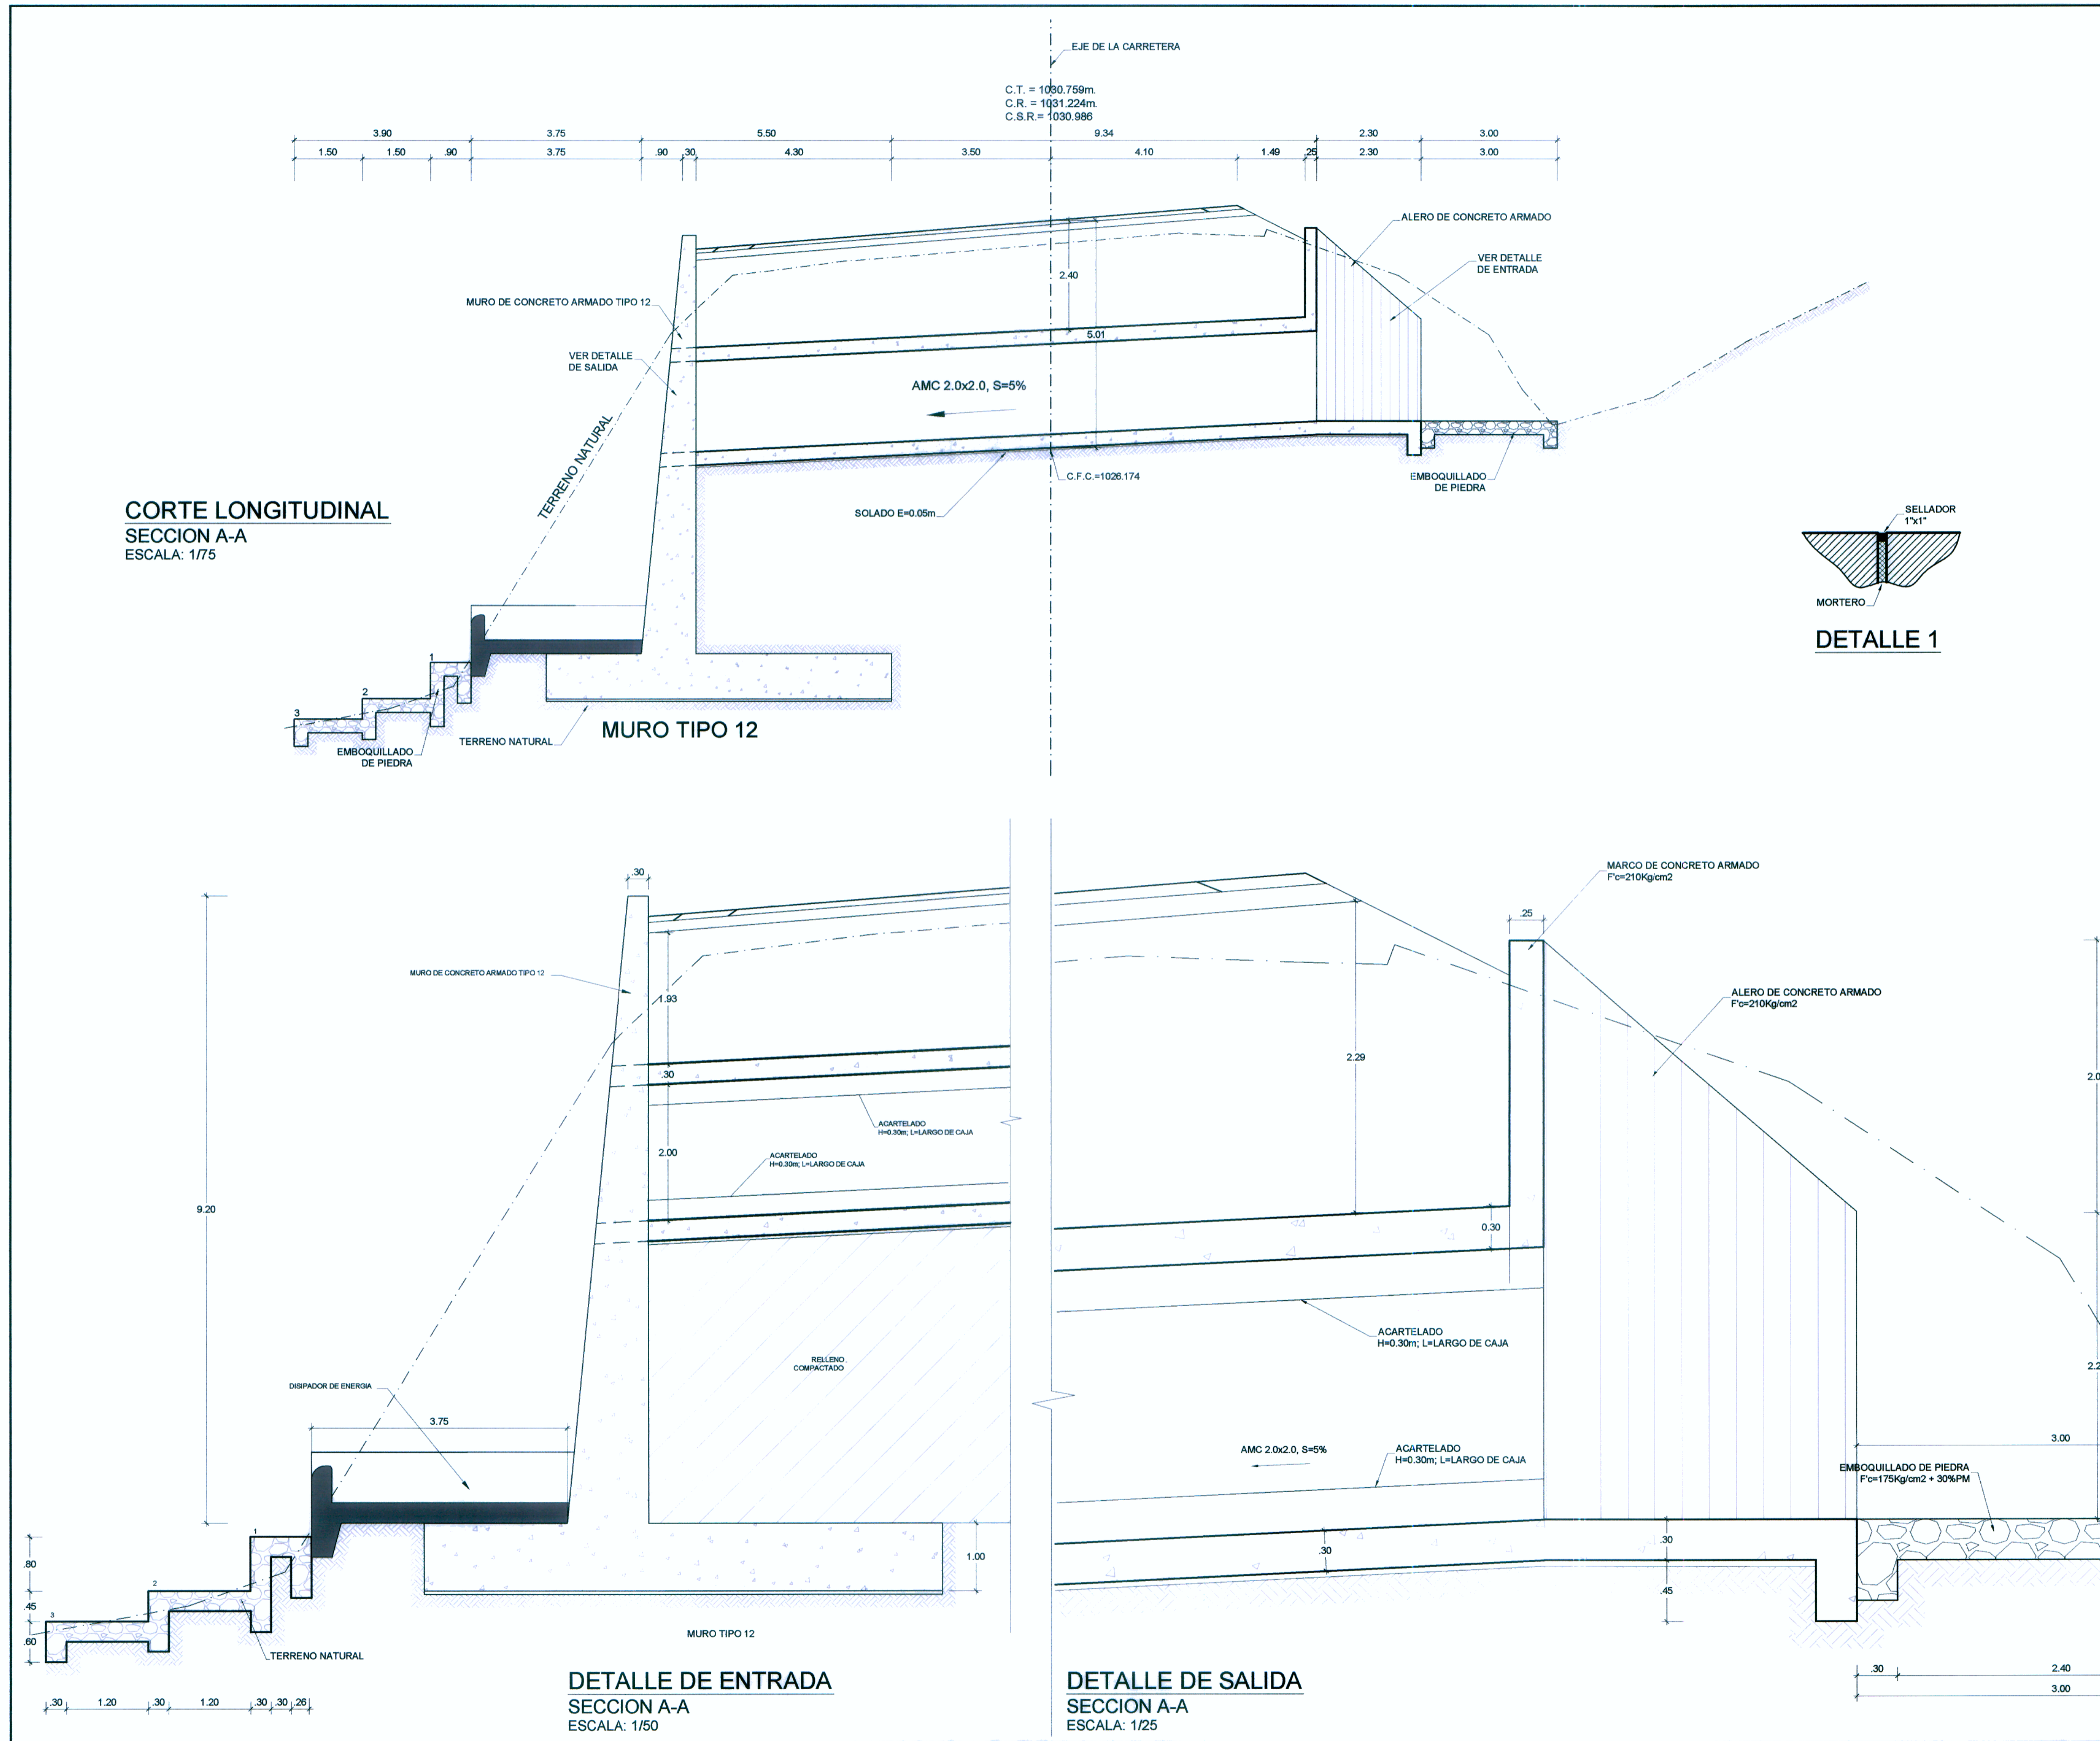 EJE DE LA CARRETERA
C.T. = 1030.759m.
C.R. = 1031.224m.
C.S.R.= 1030.986
3.90
3.75
5.50
9.34
2.30
3.00
1.50
1.50
.90
3.75
.90
.30
4.30
3.50
4.10
1.49
.25
2.30
3.00
ALERO DE CONCRETO ARMADO
VER DETALLE
DE ENTRADA
2.40
MURO DE CONCRETO ARMADO TIPO 12
5.01
VER DETALLE
DE SALIDA
AMC 2.0x2.0, S=5%
TERRENO NATURAL
C.F.C.=1026.174
EMBOQUILLADO
DE PIEDRA
SOLADO E=0.05m
CORTE LONGITUDINAL
SECCION A-A
ESCALA: 1/75
SELLADOR
1"x1"
MORTERO
DETALLE 1
1
2
3
MURO TIPO 12
TERRENO NATURAL
EMBOQUILLADO
DE PIEDRA
.30
MURO DE CONCRETO ARMADO TIPO 12
1.93
.30
ACARTELADO
H=0.30m; L=LARGO DE CAJA
2.00
ACARTELADO
H=0.30m; L=LARGO DE CAJA
9.20
RELLENO
COMPACTADO
DISIPADOR DE ENERGIA
3.75
1
2
3
.80
.45
.60
1.00
TERRENO NATURAL
MURO TIPO 12
.30
1.20
.30
1.20
.30
.30
.26
DETALLE DE ENTRADA
SECCION A-A
ESCALA: 1/50
MARCO DE CONCRETO ARMADO
F'c=210Kg/cm2
.25
ALERO DE CONCRETO ARMADO
F'c=210Kg/cm2
2.29
2.0
0.30
ACARTELADO
H=0.30m; L=LARGO DE CAJA
2.2
AMC 2.0x2.0, S=5%
ACARTELADO
H=0.30m; L=LARGO DE CAJA
3.00
EMBOQUILLADO DE PIEDRA
F'c=175Kg/cm2 + 30%PM
.30
.30
.45
.30
2.40
3.00
DETALLE DE SALIDA
SECCION A-A
ESCALA: 1/25